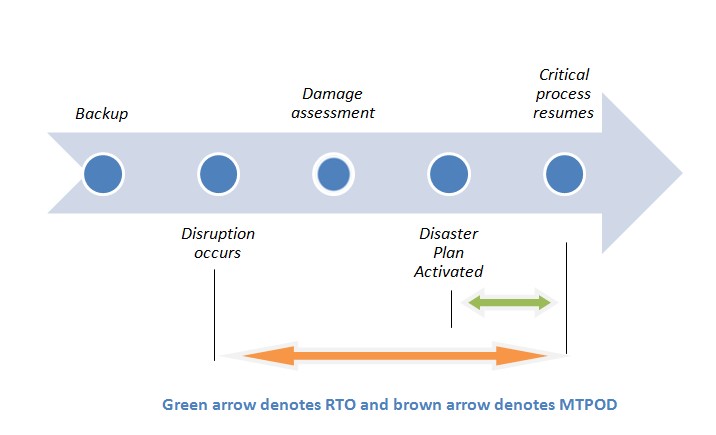 Backup
Damage
assessment
Critical
process
resumes
Disruption
occurs
Disaster
Plan
Activated
Green arrow denotes RTO and brown arrow denotes MTPOD